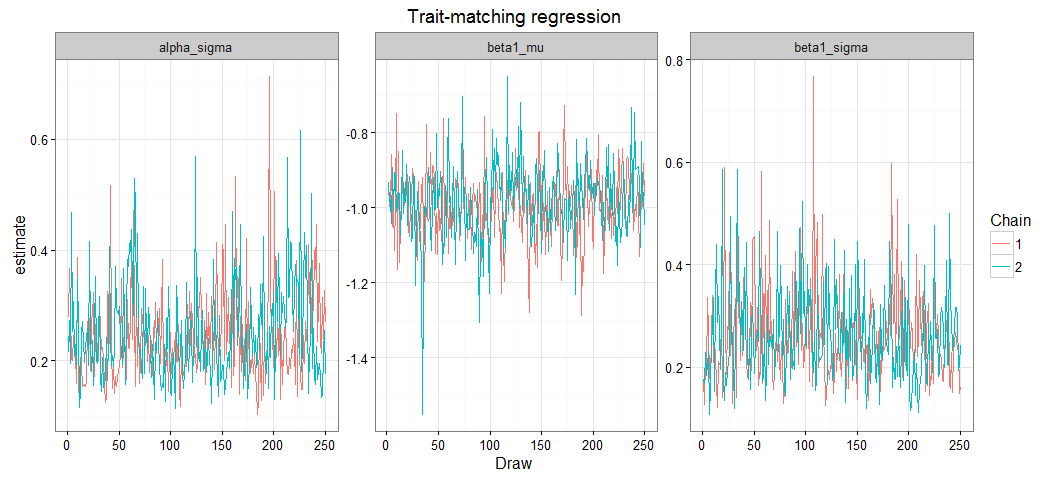 Trait-matching regression
alpha_sigma
beta1_mu
beta1_sigma
estimate
0.6
0.4
0.2
0 50 100 150 200 250
-0.8
-1.0
-1.2
-1.4
0 50 100 150 200 250
0.8
0.6
0.4
0.2
0 50 100 150 200 250
Draw
Chain
1
2